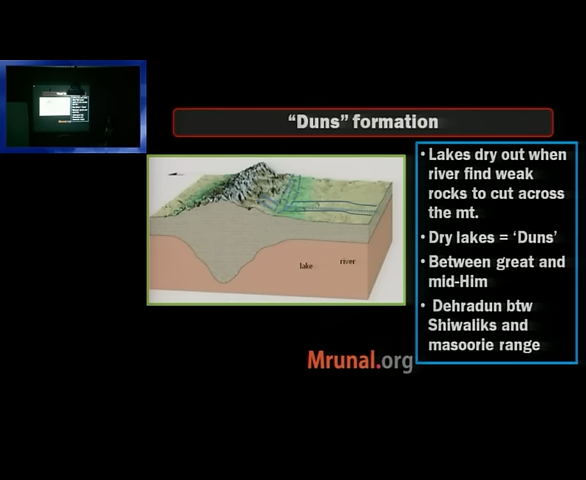 “Duns” formation
• Lakes dry out when
river find weak
rocks to cut across
the mt.
• Dry lakes = ‘Duns’
• Between great and
mid-Him
• Dehradun btw
Shiwaliks and
masoorie range
lake
river
Mrunal.org